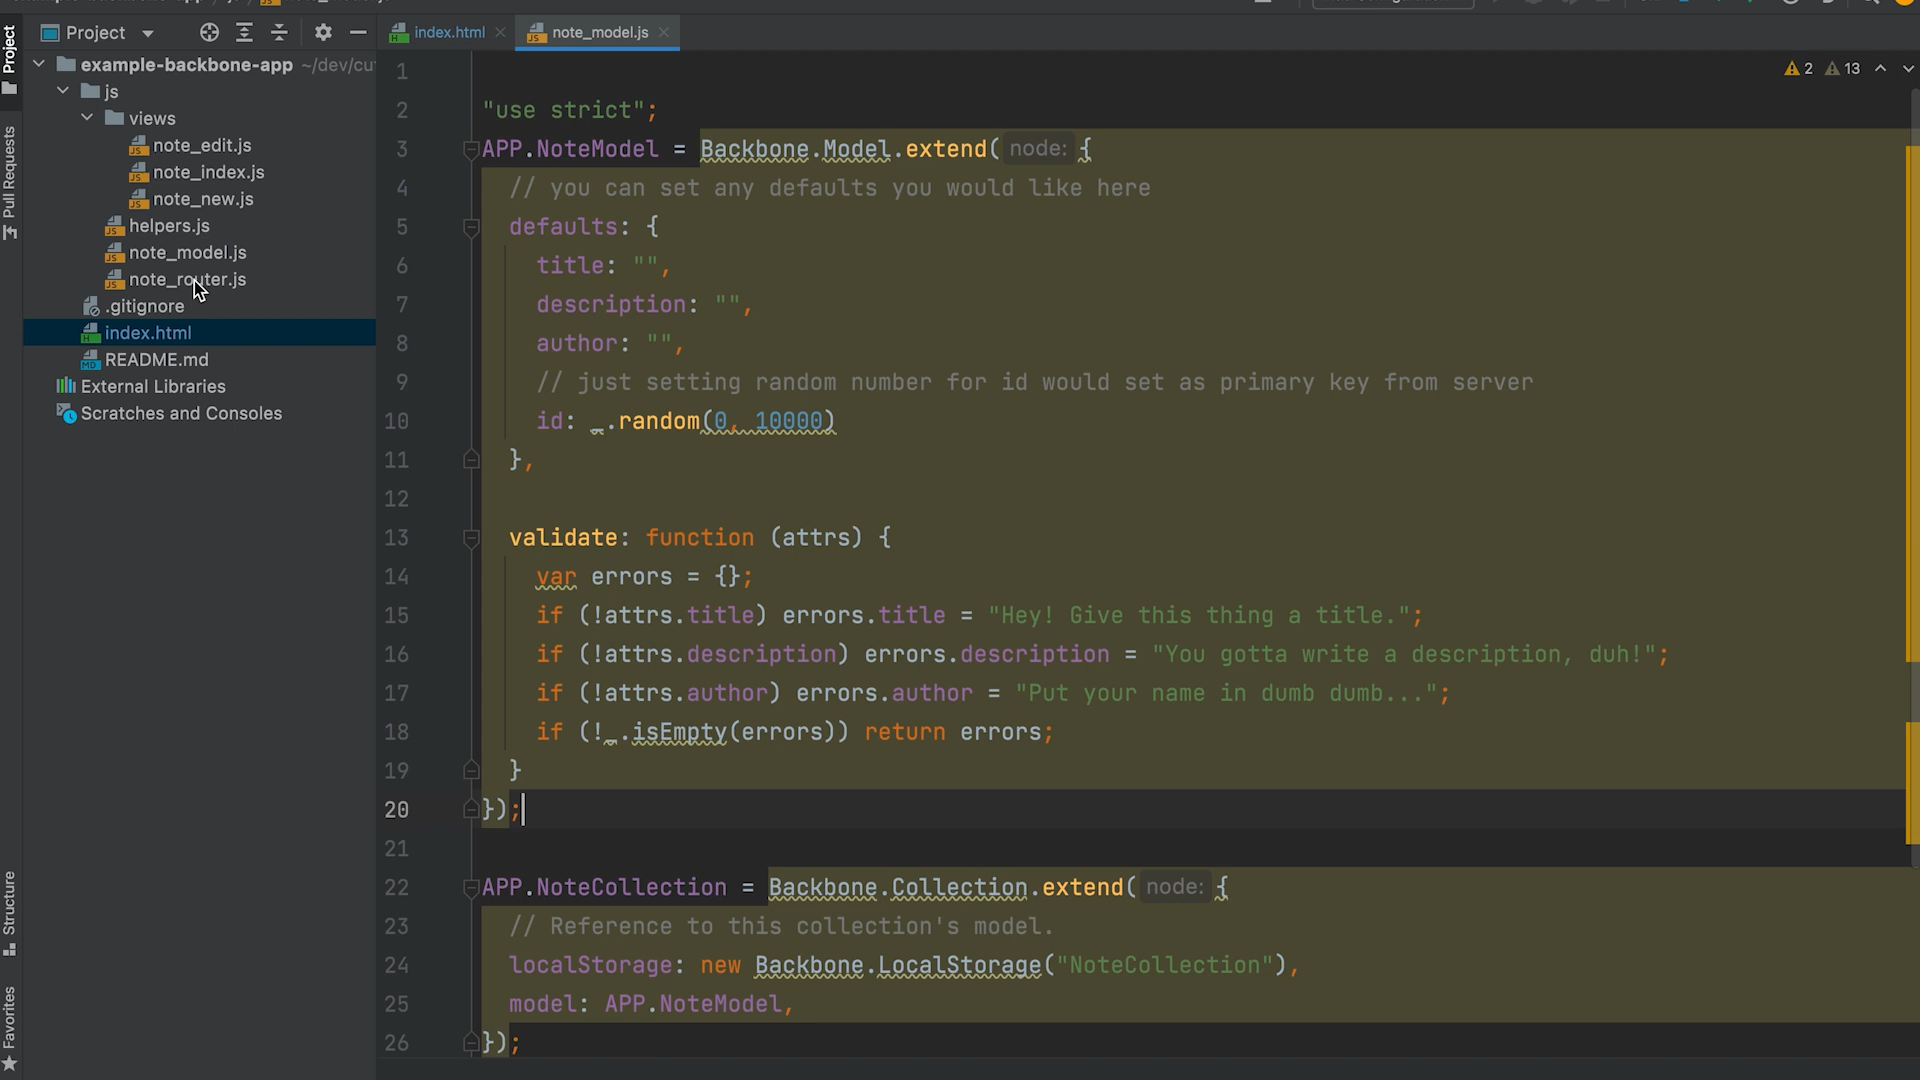 Project
index.html
note_model.js
Project
example-backbone-app ~/dev/cu
js
views
note_edit.js
note_index.js
note_new.js
helpers.js
note_model.js
note_router.js
.gitignore
index.html
README.md
External Libraries
Scratches and Consoles
Pull Requests
Structure
Favorites
2 13
1
2 "use strict";
3 APP.NoteModel = Backbone.Model.extend( node: {
4 // you can set any defaults you would like here
5 defaults: {
6 title: "",
7 description: "",
8 author: "",
9 // just setting random number for id would set as primary key from server
10 id: _.random(0, 10000)
11 },
12
13 validate: function (attrs) {
14 var errors = {};
15 if (!attrs.title) errors.title = "Hey! Give this thing a title.";
16 if (!attrs.description) errors.description = "You gotta write a description, duh!";
17 if (!attrs.author) errors.author = "Put your name in dumb dumb...";
18 if (!_.isEmpty(errors)) return errors;
19 }
20 });
21
22 APP.NoteCollection = Backbone.Collection.extend( node: {
23 // Reference to this collection's model.
24 localStorage: new Backbone.LocalStorage("NoteCollection"),
25 model: APP.NoteModel,
26 });